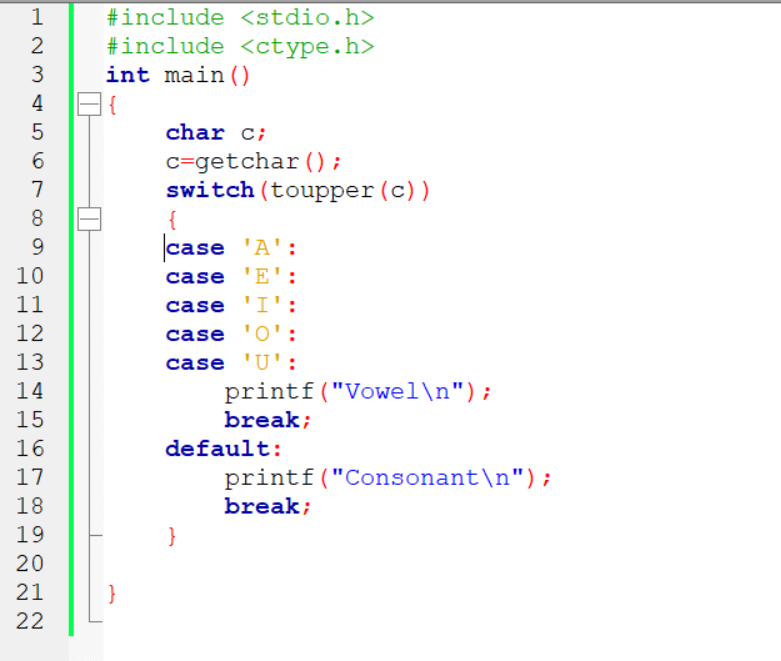 1 #include <stdio.h>
2 #include <ctype.h>
3 int main()
4 {
5     char c;
6     c=getchar();
7     switch(toupper(c))
8     {
9     case 'A':
10     case 'E':
11     case 'I':
12     case 'O':
13     case 'U':
14         printf("Vowel\n");
15         break;
16     default:
17         printf("Consonant\n");
18         break;
19     }
20
21 }
22